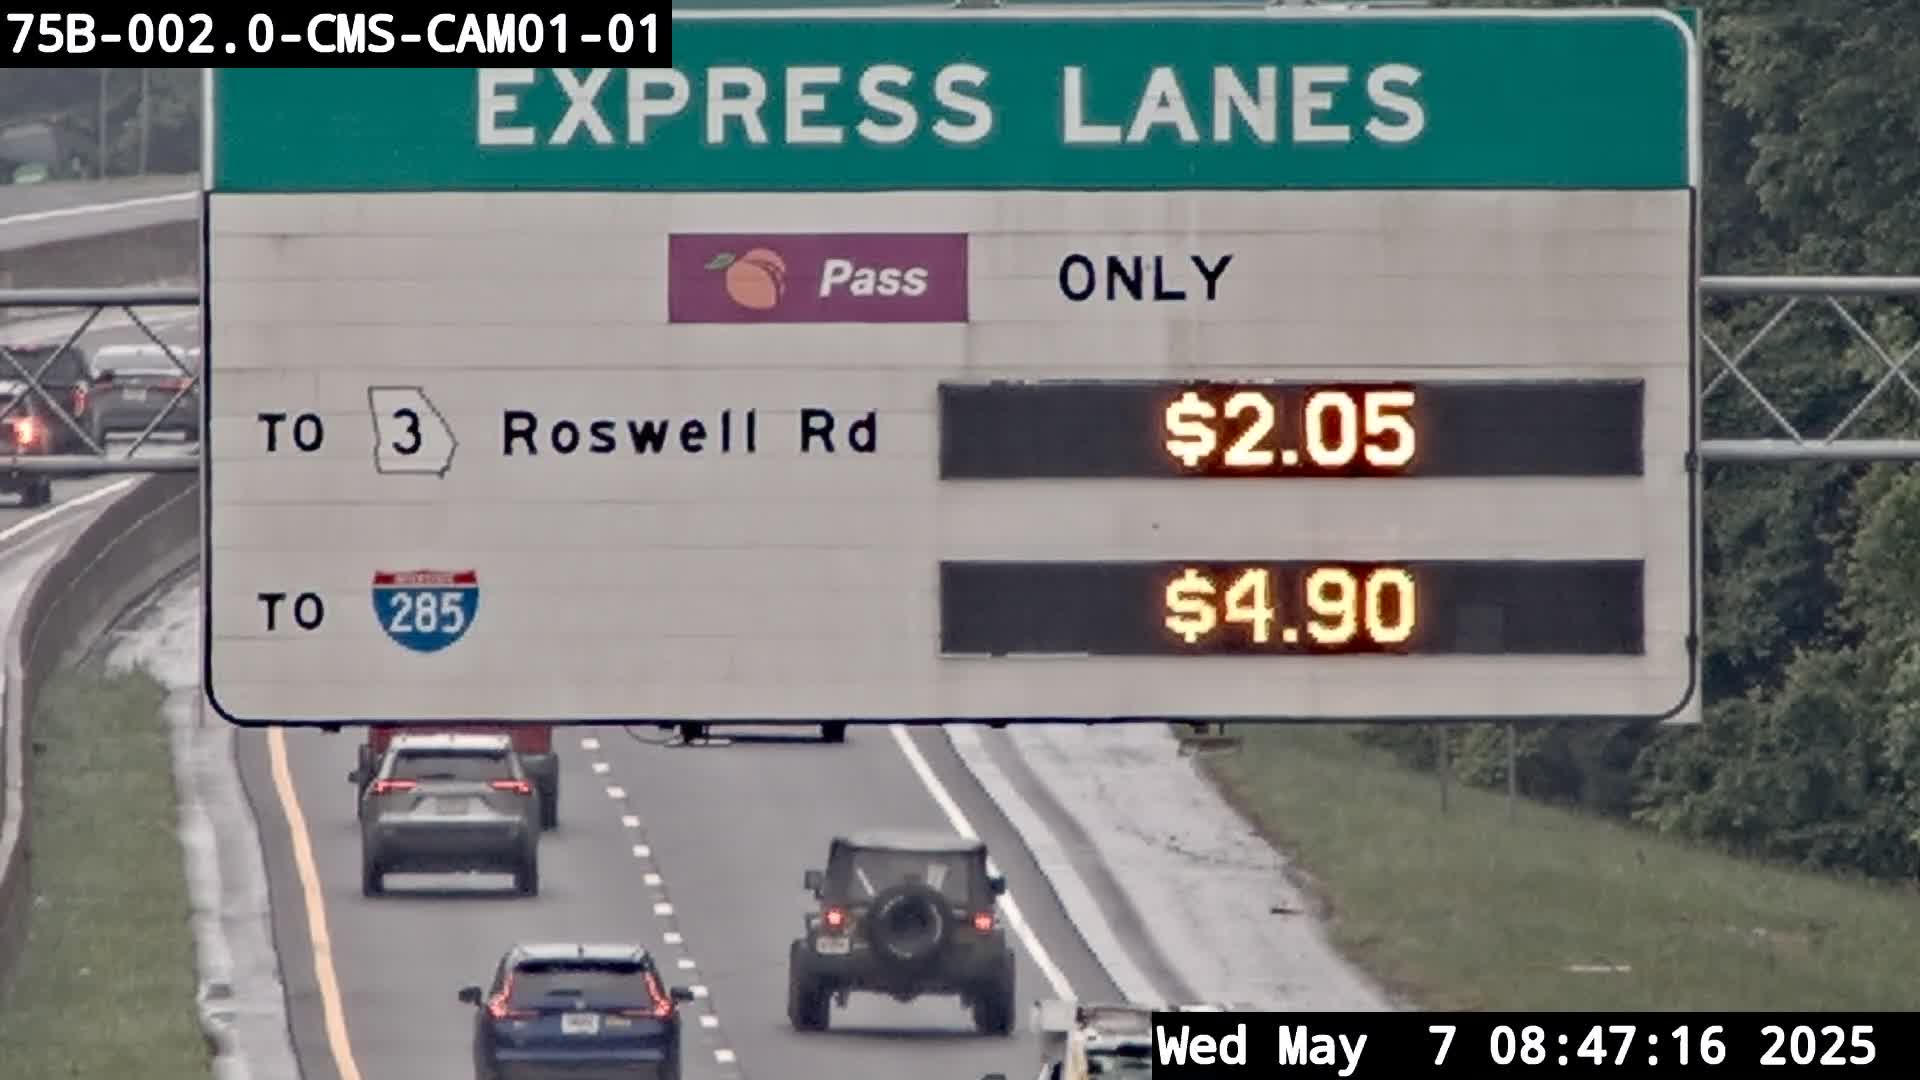 75B-002.0-CMS-CAM01-01
EXPRESS LANES
Pass ONLY
TO 3 Roswell Rd $2.05
TO 285 $4.90
Wed May 7 08:47:16 2025